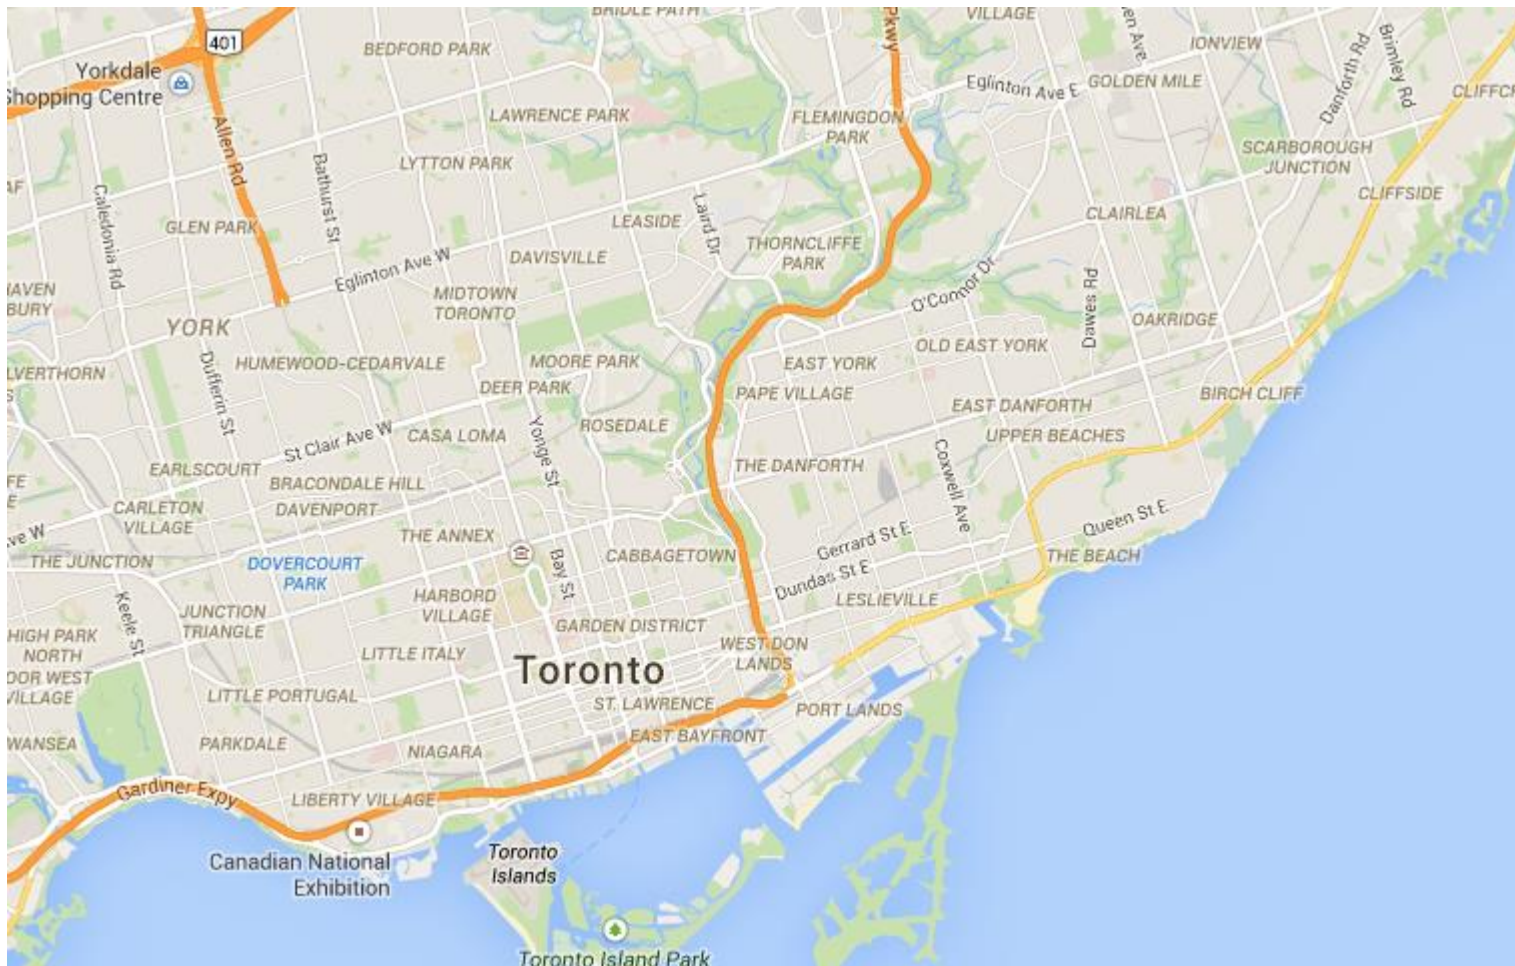 BRIDLE PATH
VILLAGE
401
BEDFORD PARK
Pkwy
IONVIEW
Danforth Rd
Brimley Rd
Yorkdale
Shopping Centre
Eglinton Ave E
GOLDEN MILE
LAWRENCE PARK
FLEMINGDON
PARK
Allen Rd
LYTTON PARK
SCARBOROUGH
JUNCTION
Bathurst St
CLIFFSIDE
Caledonia Rd
GLEN PARK
LEASIDE
Laird Dr
CLAIRLEA
THORNCLIFFE
PARK
DAVISVILLE
Eglinton Ave W
MIDTOWN
TORONTO
O'Connor Dr
Dawes Rd
YORK
OAKRIDGE
HUMEWOOD-CEDARVALE
MOORE PARK
EAST YORK
OLD EAST YORK
Dufferin St
DEER PARK
PAPE VILLAGE
BIRCH CLIFF
EAST DANFORTH
St Clair Ave W
CASA LOMA
Yonge St
ROSEDALE
UPPER BEACHES
EARLSCOURT
THE DANFORTH
Coxwell Ave
BRACONDALE HILL
CARLETON
VILLAGE
DAVENPORT
THE ANNEX
Gerrard St E
Queen St E
THE JUNCTION
DOVERCOURT
PARK
Bay St
CABBAGETOWN
THE BEACH
Dundas St E
Keele St
JUNCTION
TRIANGLE
HARBORD
VILLAGE
LESLIEVILLE
HIGH PARK
NORTH
GARDEN DISTRICT
LITTLE ITALY
WEST DON
LANDS
Toronto
OOR WEST
VILLAGE
LITTLE PORTUGAL
ST. LAWRENCE
PORT LANDS
WANSEA
PARKDALE
NIAGARA
EAST BAYFRONT
Gardiner Expy
LIBERTY VILLAGE
Canadian National
Exhibition
Toronto
Islands
Toronto Island Park